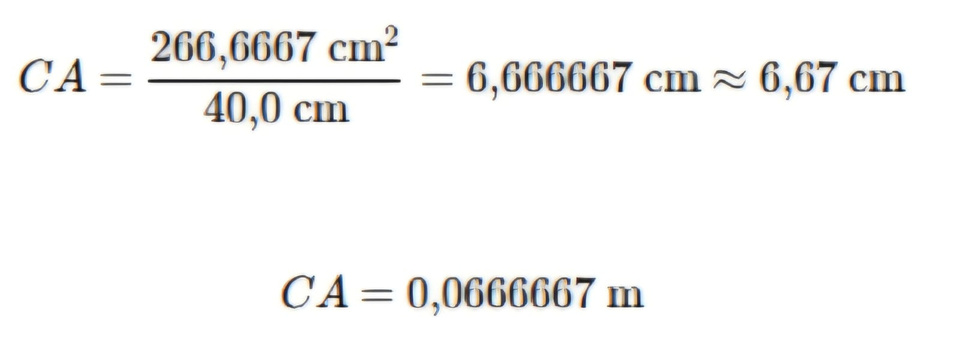 CA = 266,6667 cm² / 40,0 cm = 6,666667 cm ≈ 6,67 cm
CA = 0,0666667 m